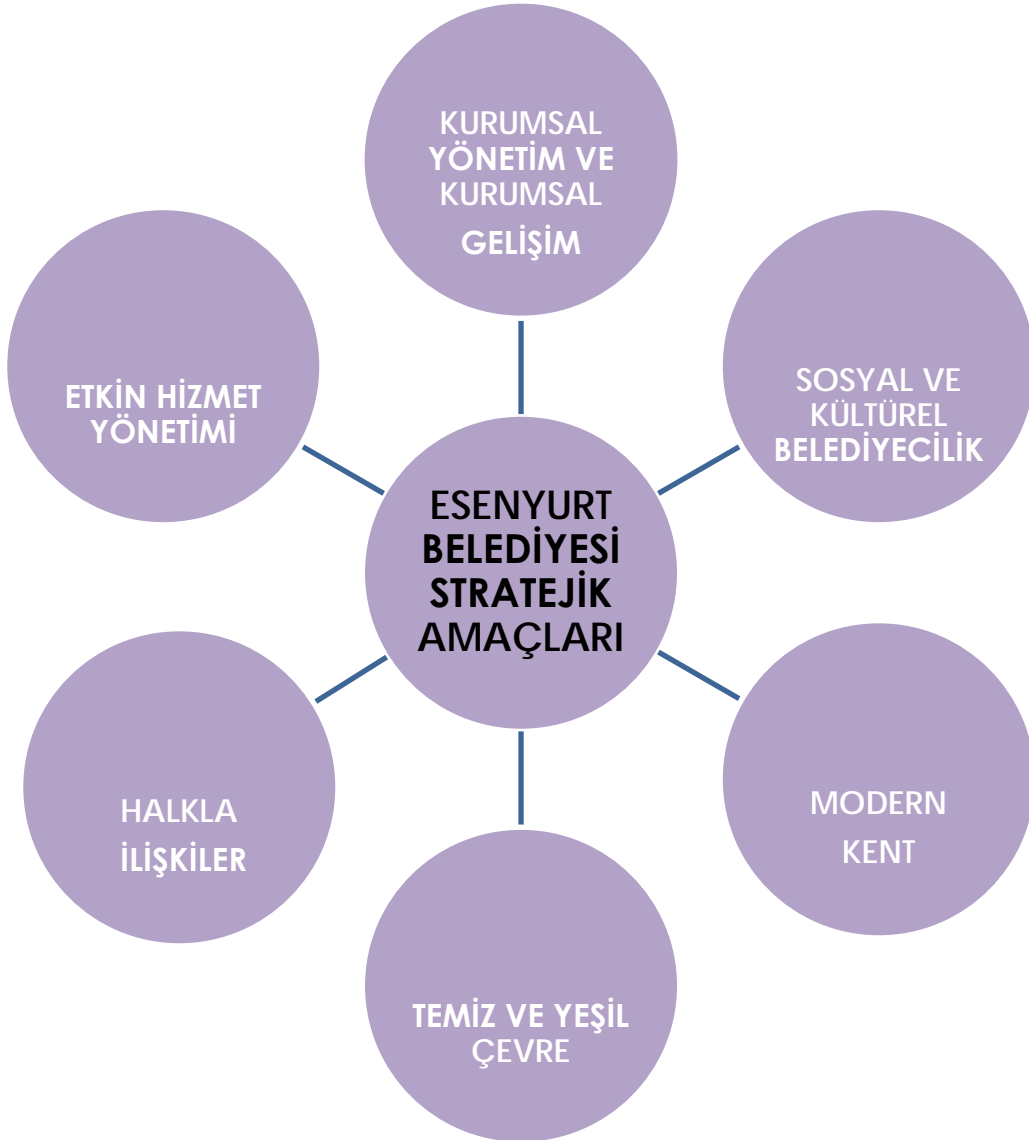 KURUMSAL
YÖNETİM VE
KURUMSAL
GELİŞİM
ETKİN HİZMET
YÖNETİMİ
SOSYAL VE
KÜLTÜREL
BELEDİYECİLİK
ESENYURT
BELEDİYESİ
STRATEJİK
AMAÇLARI
HALKLA
İLİŞKİLER
MODERN
KENT
TEMİZ VE YEŞİL
ÇEVRE